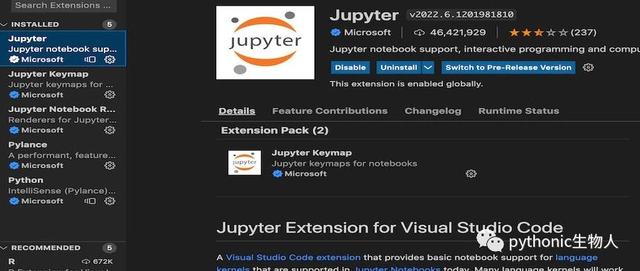 Search Extensions ...
INSTALLED 5
Jupyter
Jupyter notebook sup...
Microsoft
Jupyter Keymap
Jupyter keymaps for ...
Microsoft
Jupyter Notebook R...
Renderers for Jupyter...
Microsoft
Pylance
A performant, feature...
Microsoft
Python
IntelliSense (Pylance)...
Microsoft
RECOMMENDED 5
R 672K
jupyter
Jupyter v2022.6.1201981810
Microsoft 46,421,929 (237)
Jupyter notebook support, interactive programming and compu
Disable Uninstall Switch to Pre-Release Version
This extension is enabled globally.
Details Feature Contributions Changelog Runtime Status
Extension Pack (2)
Jupyter Keymap
Jupyter keymaps for notebooks
Microsoft
Jupyter Extension for Visual Studio Code
A Visual Studio Code extension that provides basic notebook support for language
kernels that are supported in Jupyter Notebooks today. Many language kernels will work
pythonic生物人